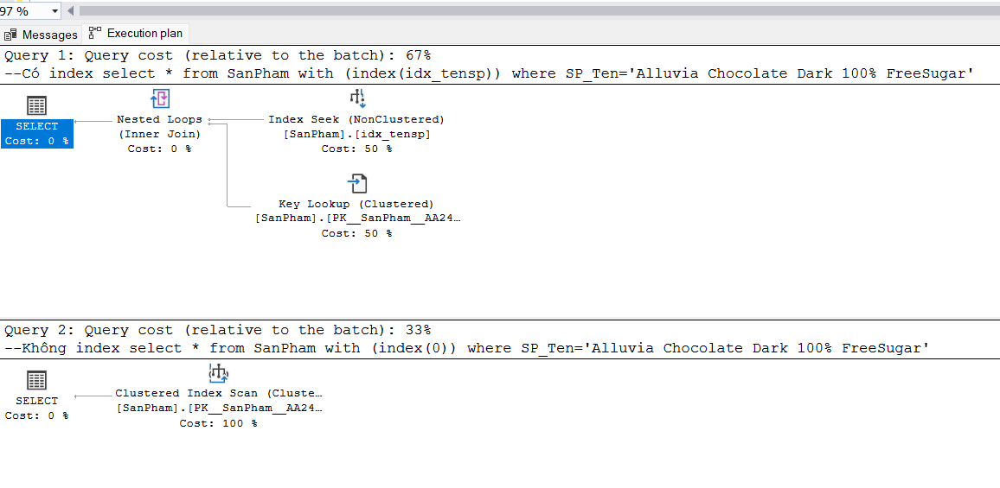 97 %
Messages Execution plan
Query 1: Query cost (relative to the batch): 67%
--Có index select * from SanPham with (index(idx_tensp)) where SP_Ten='Alluvia Chocolate Dark 100% FreeSugar'
SELECT
Cost: 0 %
Nested Loops
(Inner Join)
Cost: 0 %
Index Seek (NonClustered)
[SanPham].[idx_tensp]
Cost: 50 %
Key Lookup (Clustered)
[SanPham].[PK__SanPham__AA24…
Cost: 50 %
Query 2: Query cost (relative to the batch): 33%
--Không index select * from SanPham with (index(0)) where SP_Ten='Alluvia Chocolate Dark 100% FreeSugar'
SELECT
Cost: 0 %
Clustered Index Scan (Cluste…
[SanPham].[PK__SanPham__AA24…
Cost: 100 %